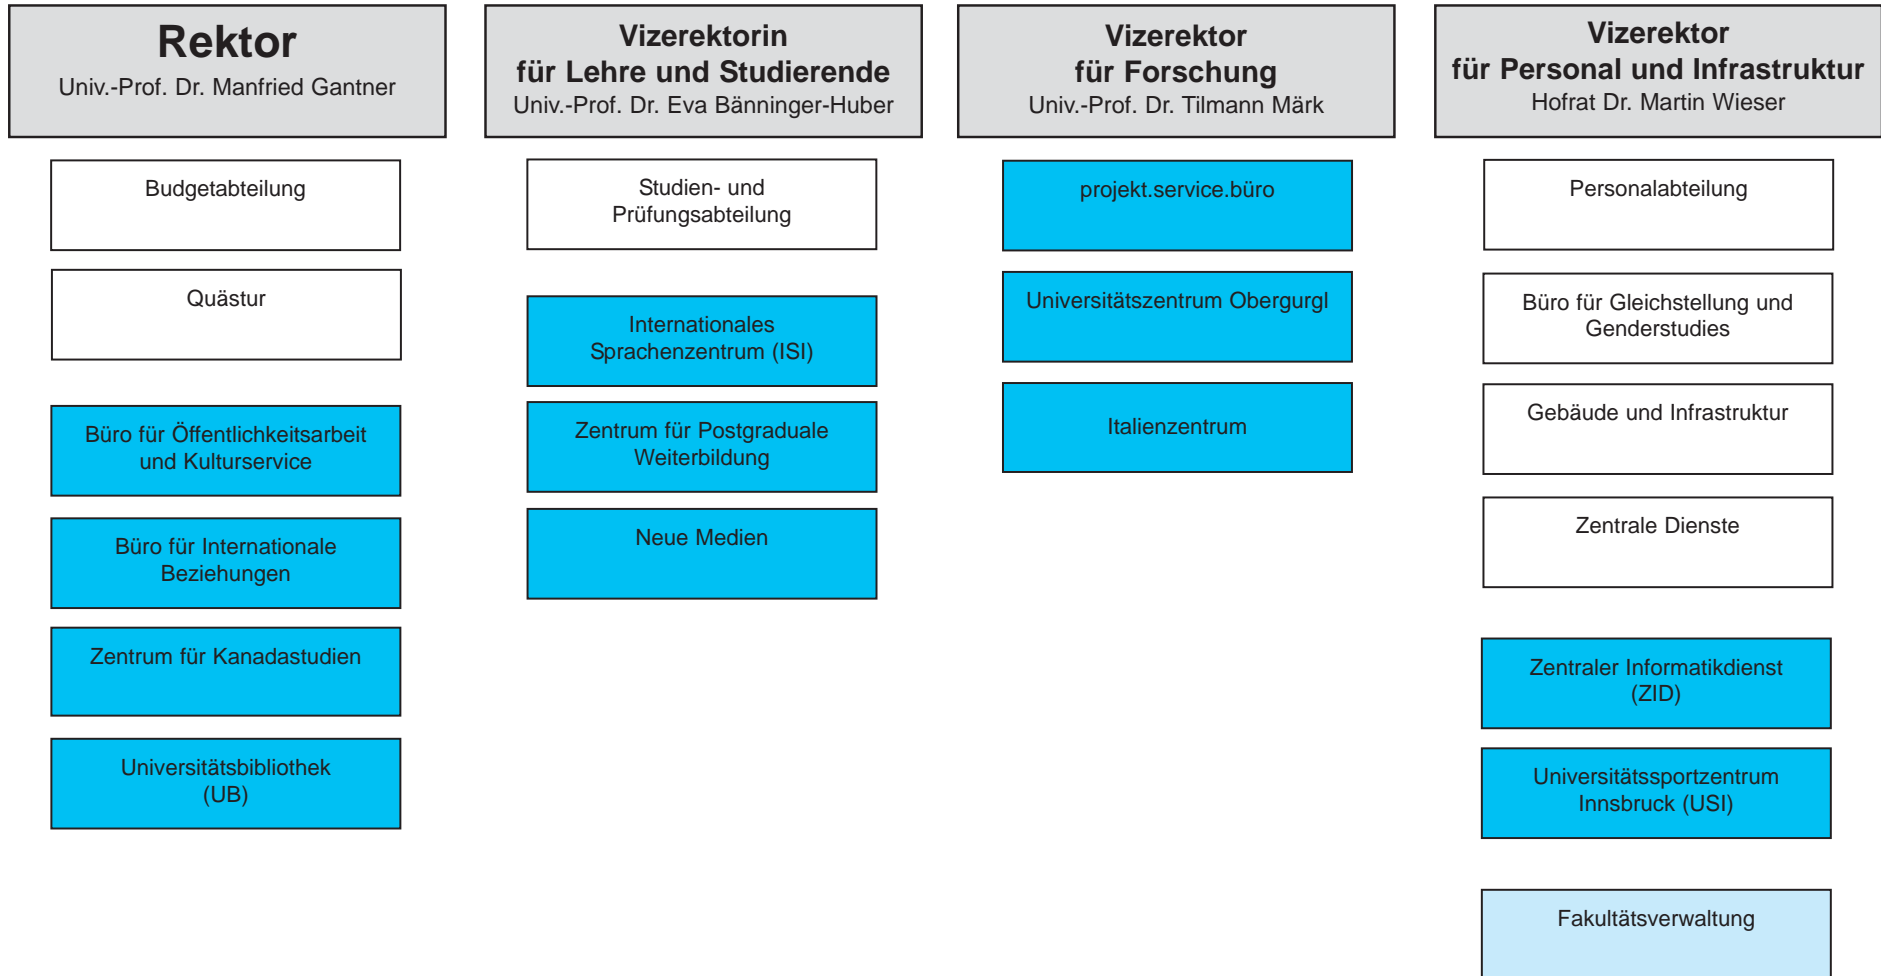 Rektor
Univ.-Prof. Dr. Manfried Gantner
Budgetabteilung
Quästur
Büro für Öffentlichkeitsarbeit
und Kulturservice
Büro für Internationale
Beziehungen
Zentrum für Kanadastudien
Universitätsbibliothek
(UB)
Vizerektorin
für Lehre und Studierende
Univ.-Prof. Dr. Eva Bänninger-Huber
Studien- und
Prüfungsabteilung
Internationales
Sprachenzentrum (ISI)
Zentrum für Postgraduale
Weiterbildung
Neue Medien
Vizerektor
für Forschung
Univ.-Prof. Dr. Tilmann Märk
projekt.service.büro
Universitätszentrum Obergurgl
Italienzentrum
Vizerektor
für Personal und Infrastruktur
Hofrat Dr. Martin Wieser
Personalabteilung
Büro für Gleichstellung und
Genderstudies
Gebäude und Infrastruktur
Zentrale Dienste
Zentraler Informatikdienst
(ZID)
Universitätssportzentrum
Innsbruck (USI)
Fakultätsverwaltung